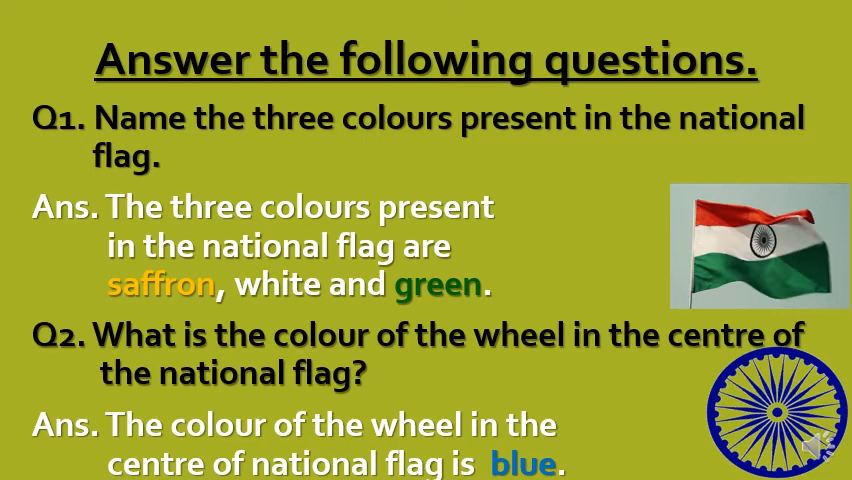 Answer the following questions.
Q1. Name the three colours present in the national
flag.
Ans. The three colours present
in the national flag are
saffron, white and green.
Q2. What is the colour of the wheel in the centre of
the national flag?
Ans. The colour of the wheel in the
centre of national flag is blue.